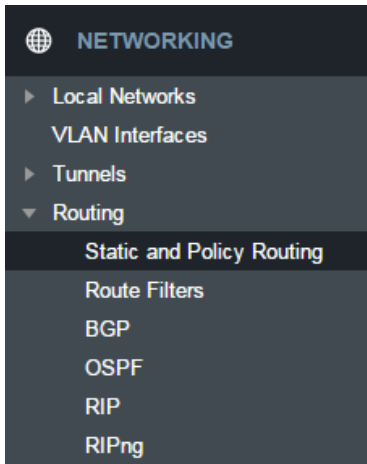 NETWORKING
Local Networks
VLAN Interfaces
Tunnels
Routing
Static and Policy Routing
Route Filters
BGP
OSPF
RIP
RIPng